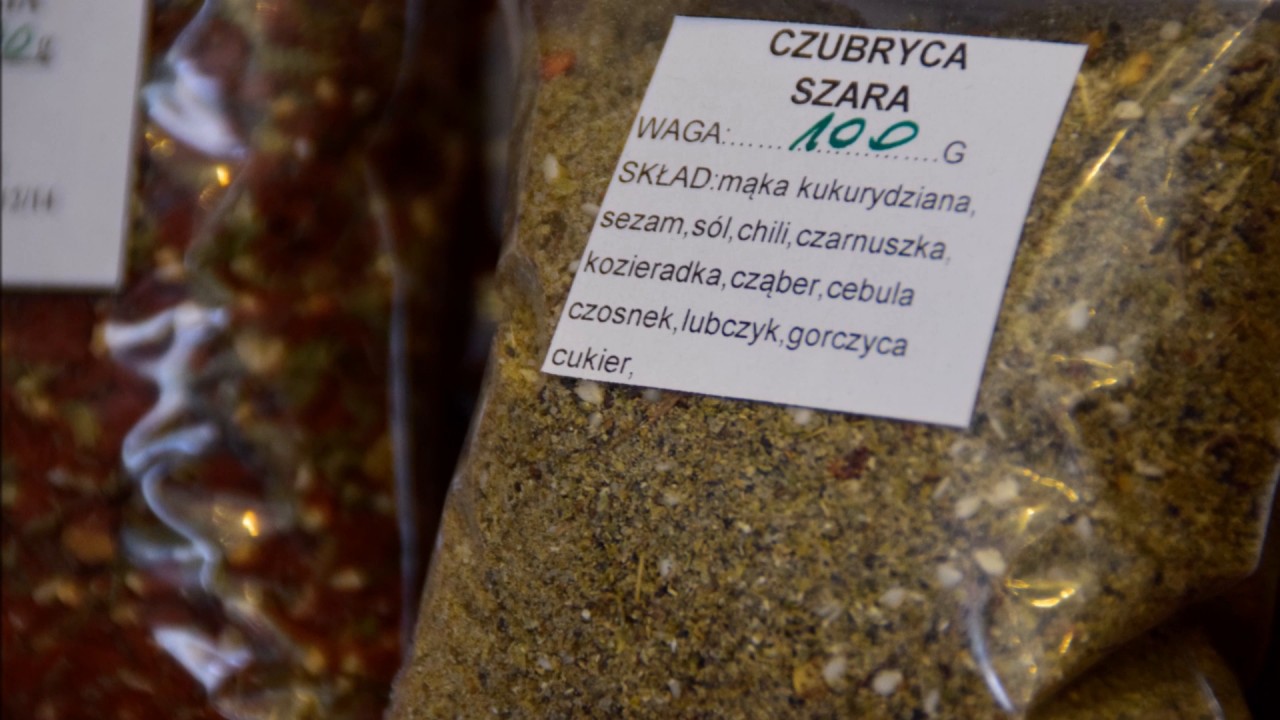 CZUBRYCA
SZARA
WAGA:......100......G
SKŁAD:mąka kukurydziana,
sezam,sól,chili,czarnuszka,
kozieradka,cząber,cebula
czosnek,lubczyk,gorczyca
cukier,